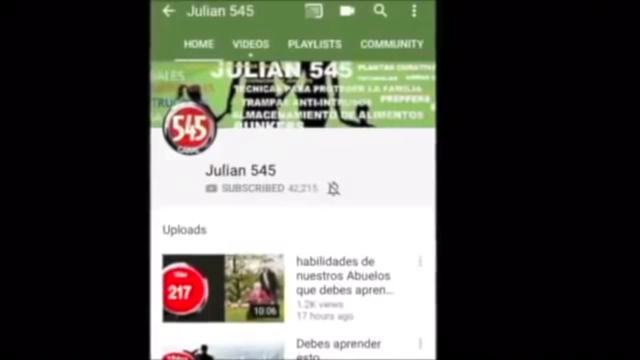 Julian 545
HOME VIDEOS PLAYLISTS COMMUNITY
JULIAN 545
TECNICAS PARA PROTEGER LA FAMILIA
TRAMPAS ANTI-INTRUSOS
PREPPERS
ALMACENAMIENTO DE ALIMENTOS
BUNKERS
545
Julian 545
SUBSCRIBED 42,215
Uploads
217
10:06
habilidades de
nuestros Abuelos
que debes apren...
1.2K views
17 hours ago
Debes aprender
esto